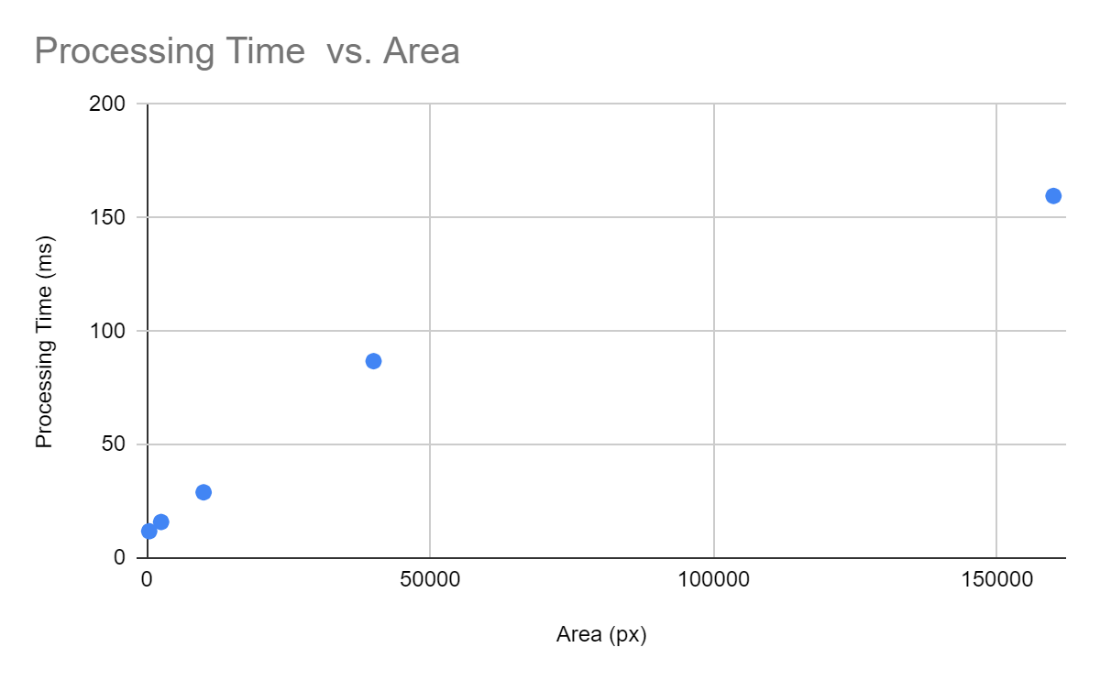 Processing Time  vs. Area
200
150
100
50
0
Processing Time (ms)
0 50000 100000 150000
Area (px)